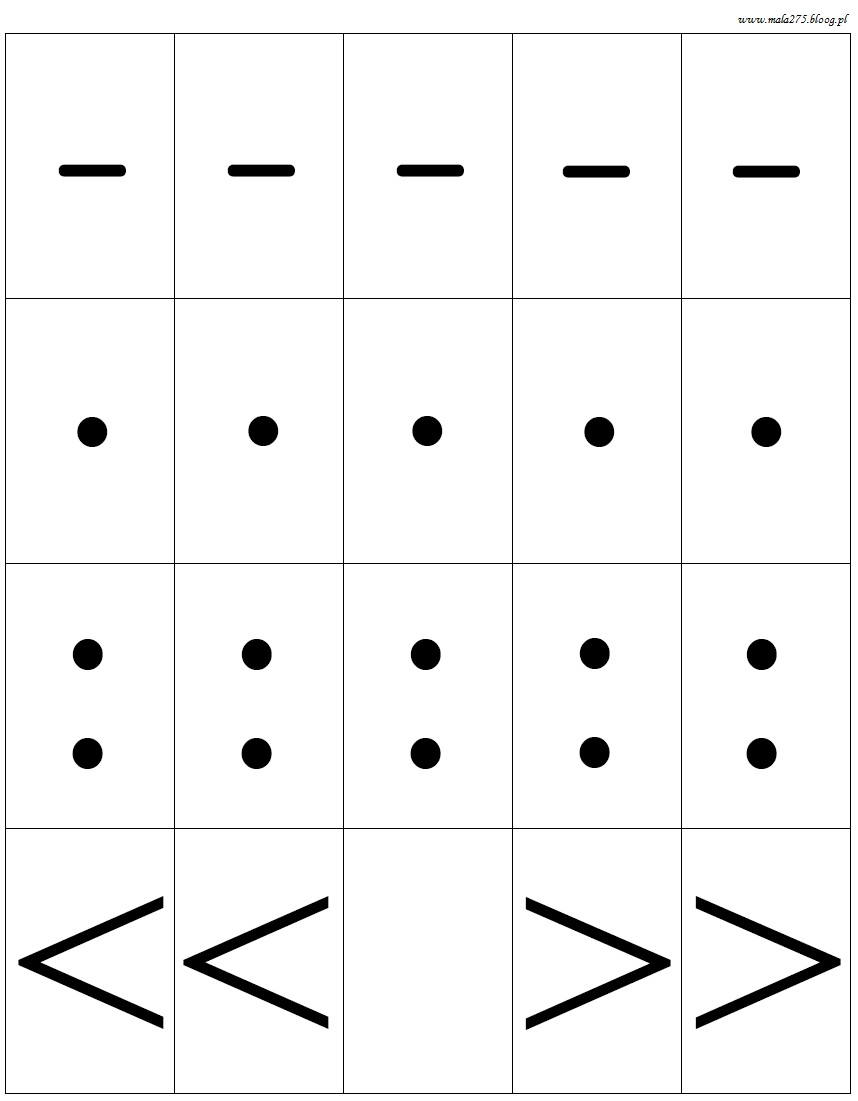 www.mala275.bloog.pl
- - - - -
• • • • •
: : : : :
< < > >